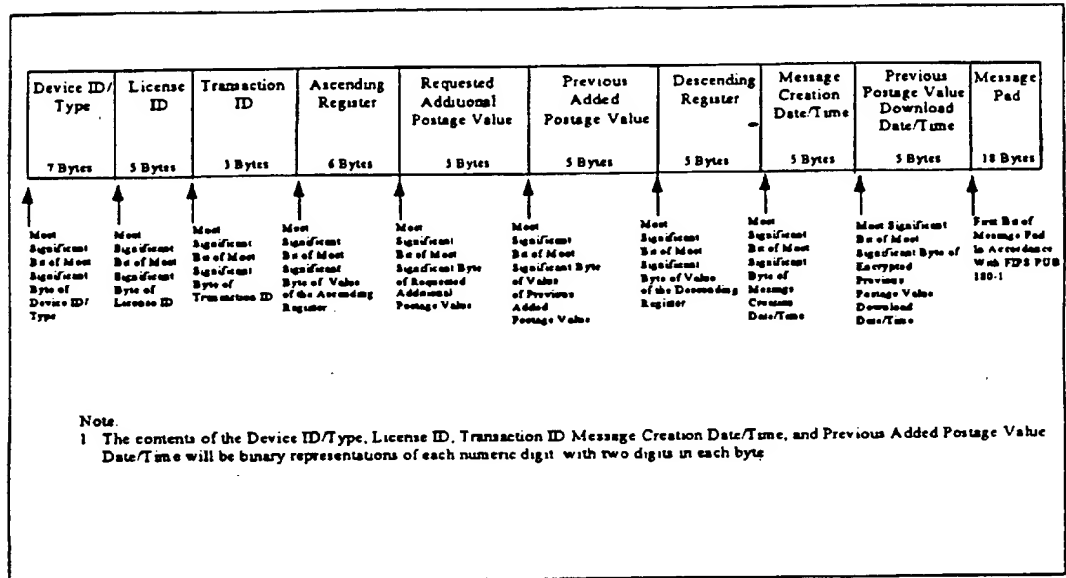 Device ID/
Type
7 Bytes
License
ID
5 Bytes
Transaction
ID
3 Bytes
Ascending
Register
6 Bytes
Requested
Additional
Postage Value
5 Bytes
Previous
Added
Postage Value
5 Bytes
Descending
Register
5 Bytes
Message
Creation
Date/Time
5 Bytes
Previous
Postage Value
Download
Date/Time
5 Bytes
Message
Pad
18 Bytes
Most
Significant
Bit of Most
Significant
Byte of
Device ID/
Type
Most
Significant
Bit of Most
Significant
Byte of
License ID
Most
Significant
Bit of Most
Significant
Byte of
Transaction ID
Most
Significant
Bit of Most
Significant
Byte of Value
of the Ascending
Register
Most
Significant
Bit of Most
Significant Byte
of Requested
Additional
Postage Value
Most
Significant
Bit of Most
Significant Byte
of Value
of Previous
Added
Postage Value
Most
Significant
Bit of Most
Significant
Byte of Value
of the Descending
Register
Most
Significant
Bit of Most
Significant
Byte of
Message
Creation
Date/Time
Most Significant
Bit of Most
Significant Byte of
Encrypted
Previous
Postage Value
Download
Date/Time
First Bit of
Message Pad
In Accordance
With FIPS PUB
180-1
Note.
1 The contents of the Device ID/Type, License ID, Transaction ID Message Creation Date/Time, and Previous Added Postage Value
Date/Time will be binary representations of each numeric digit with two digits in each byte